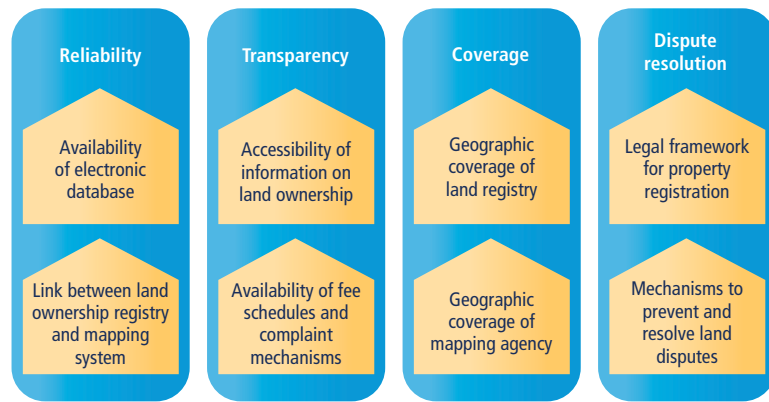 Reliability
Availability
of electronic
database
Link between land
ownership registry
and mapping
system
Transparency
Accessibility of
information on
land ownership
Availability of fee
schedules and
complaint
mechanisms
Coverage
Geographic
coverage of
land registry
Geographic
coverage of
mapping agency
Dispute
resolution
Legal framework
for property
registration
Mechanisms to
prevent and
resolve land
disputes